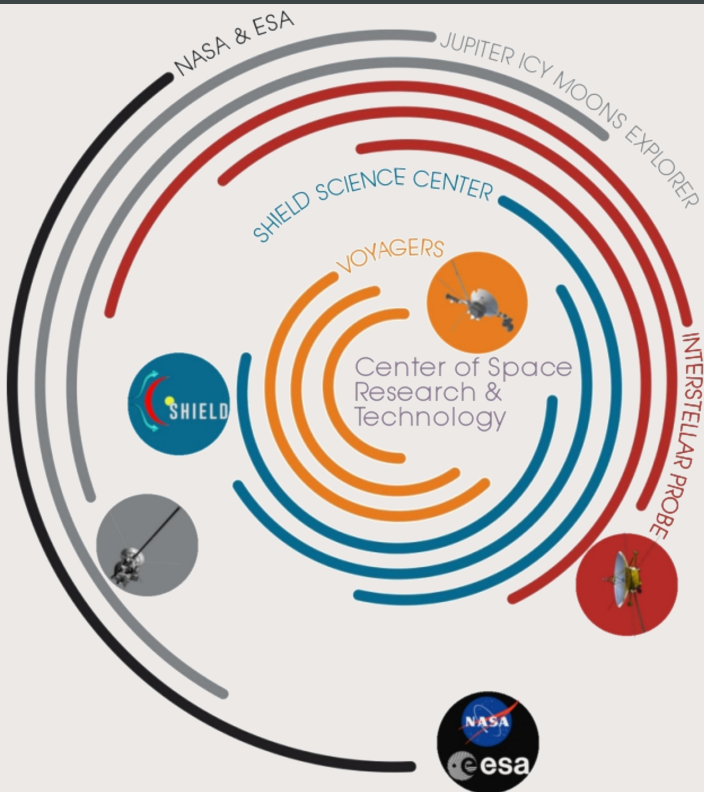 NASA & ESA
JUPITER ICY MOONS EXPLORER
SHIELD SCIENCE CENTER
VOYAGERS
Center of Space
Research &
Technology
SHIELD
INTERSTELLAR PROBE
NASA
esa